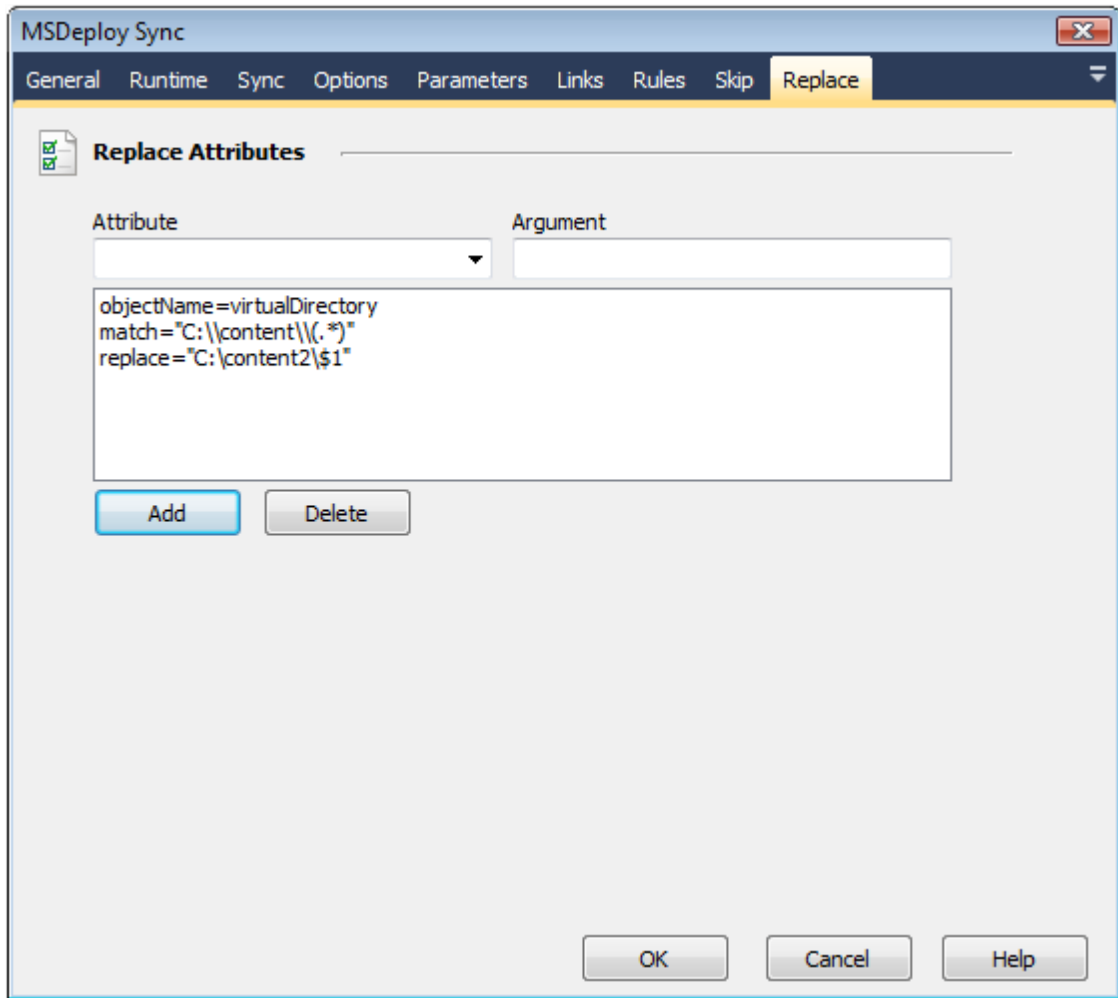 MSDeploy Sync
General Runtime Sync Options Parameters Links Rules Skip Replace
Replace Attributes
Attribute Argument
objectName=virtualDirectory
match="C:\\content\\(.*)"
replace="C:\content2\$1"
Add Delete
OK Cancel Help